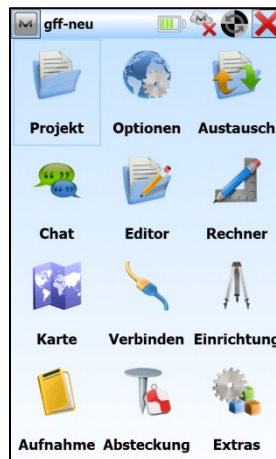 gff-neu
Projekt Optionen Austausch
Chat Editor Rechner
Karte Verbinden Einrichtung
Aufnahme Absteckung Extras